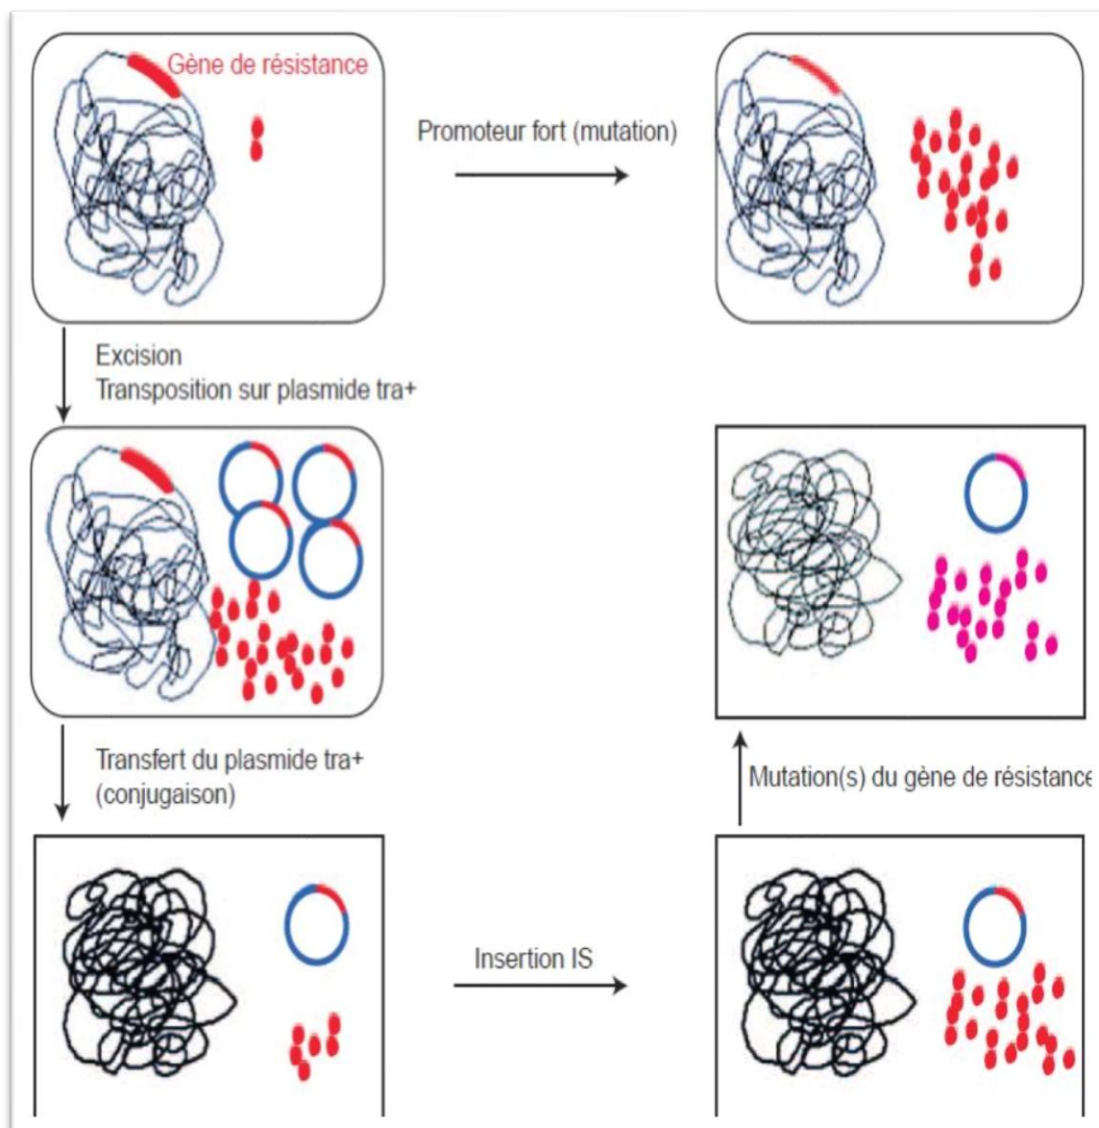 Gène de résistance
Promoteur fort (mutation)
Excision
Transposition sur plasmide tra+
Transfert du plasmide tra+
(conjugaison)
Mutation(s) du gène de résistance
Insertion IS